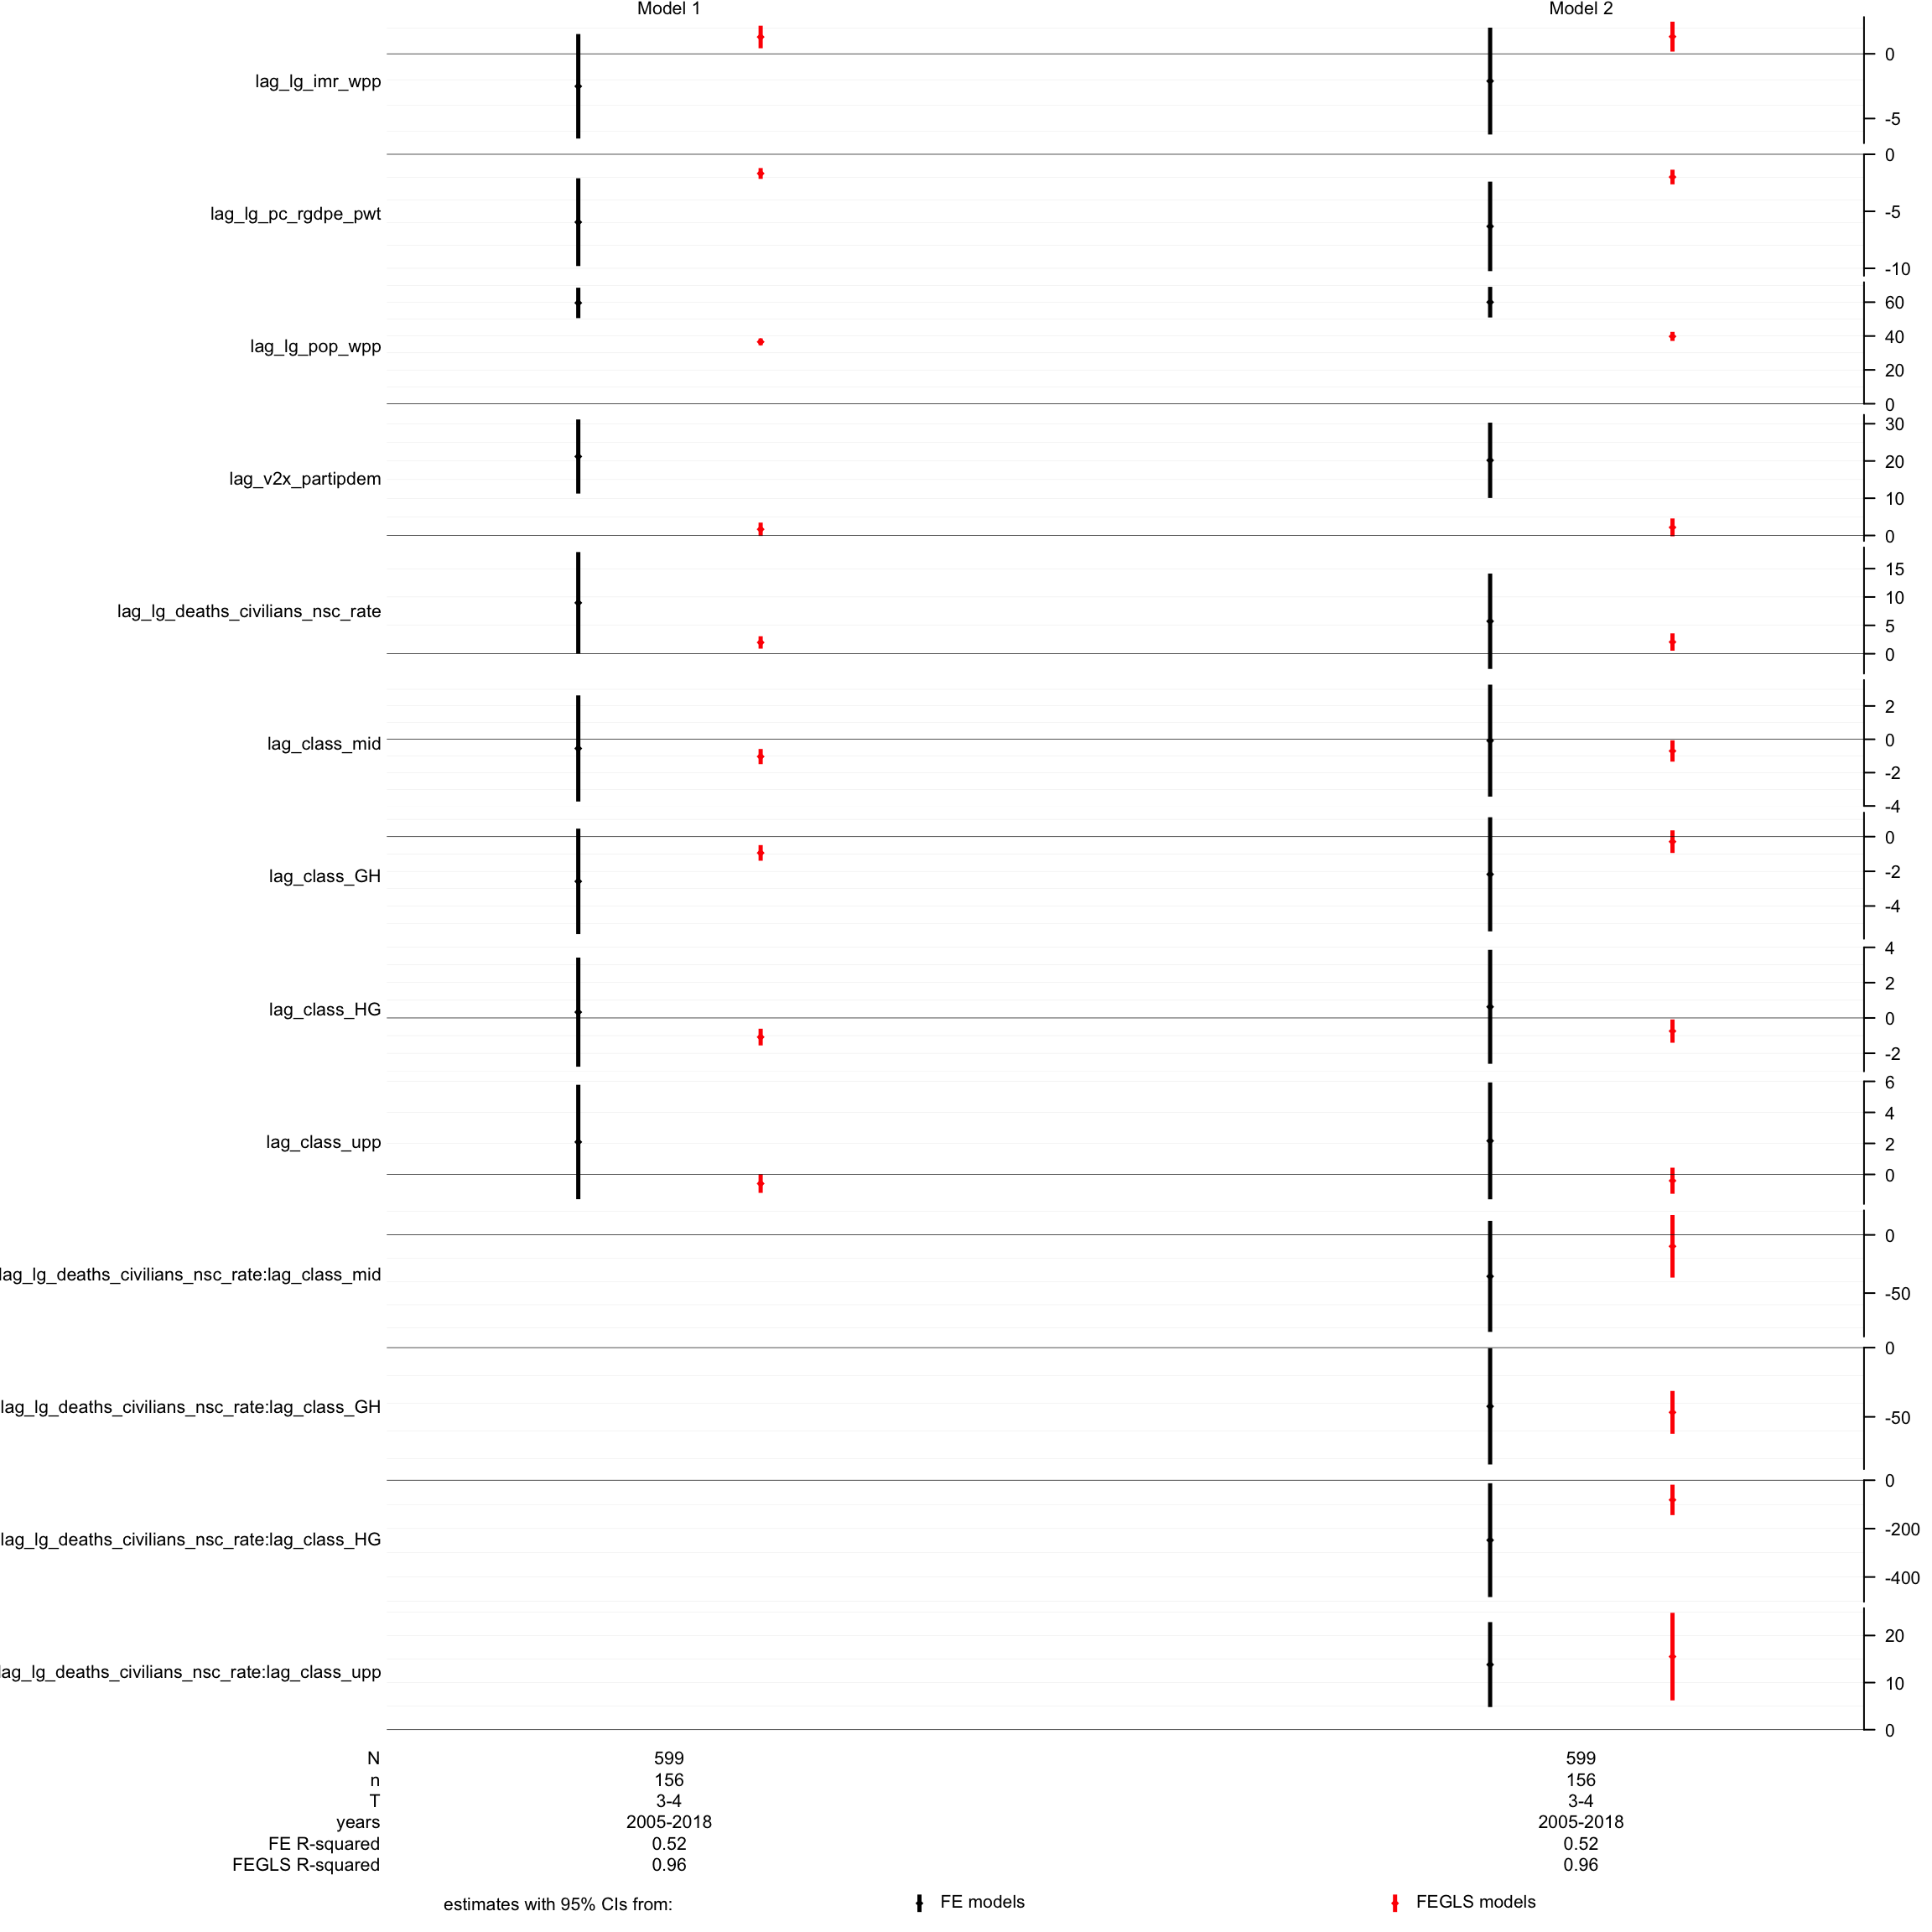 Model 1 Model 2
lag_lg_imr_wpp
0
-5
lag_lg_pc_rgdpe_pwt
0
-5
-10
lag_lg_pop_wpp
60
40
20
0
lag_v2x_partipdem
30
20
10
0
lag_lg_deaths_civilians_nsc_rate
15
10
5
0
lag_class_mid
2
0
-2
-4
lag_class_GH
0
-2
-4
lag_class_HG
4
2
0
-2
lag_class_upp
6
4
2
0
lag_lg_deaths_civilians_nsc_rate:lag_class_mid
0
-50
lag_lg_deaths_civilians_nsc_rate:lag_class_GH
0
-50
lag_lg_deaths_civilians_nsc_rate:lag_class_HG
0
-200
-400
lag_lg_deaths_civilians_nsc_rate:lag_class_upp
20
10
0
N 599 599
n 156 156
T 3-4 3-4
years 2005-2018 2005-2018
FE R-squared 0.52 0.52
FEGLS R-squared 0.96 0.96
estimates with 95% CIs from: FE models FEGLS models